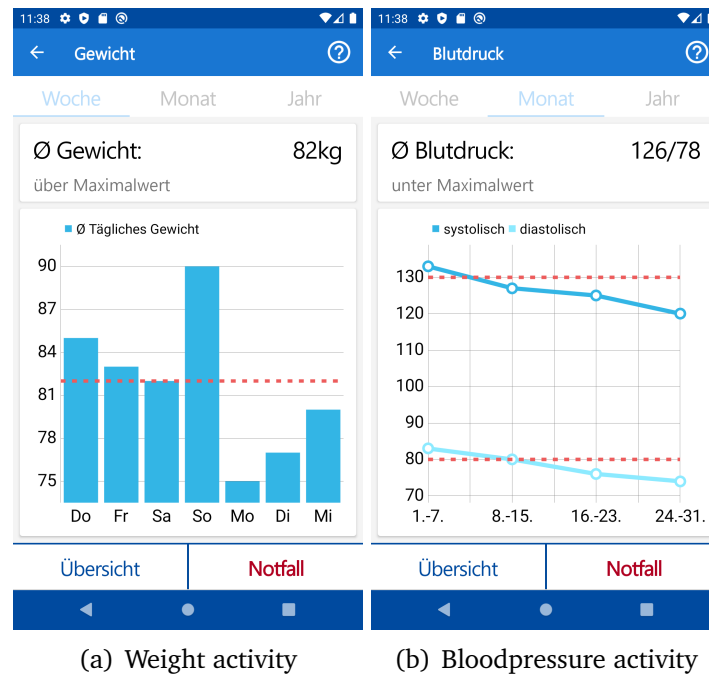 11:38
Gewicht
Woche Monat Jahr
Ø Gewicht: 82kg
über Maximalwert
Ø Tägliches Gewicht
90
87
84
81
78
75
Do Fr Sa So Mo Di Mi
Übersicht Notfall
(a) Weight activity
11:38
Blutdruck
Woche Monat Jahr
Ø Blutdruck: 126/78
unter Maximalwert
systolisch diastolisch
130
120
110
100
90
80
70
1.-7. 8.-15. 16.-23. 24.-31.
Übersicht Notfall
(b) Bloodpressure activity